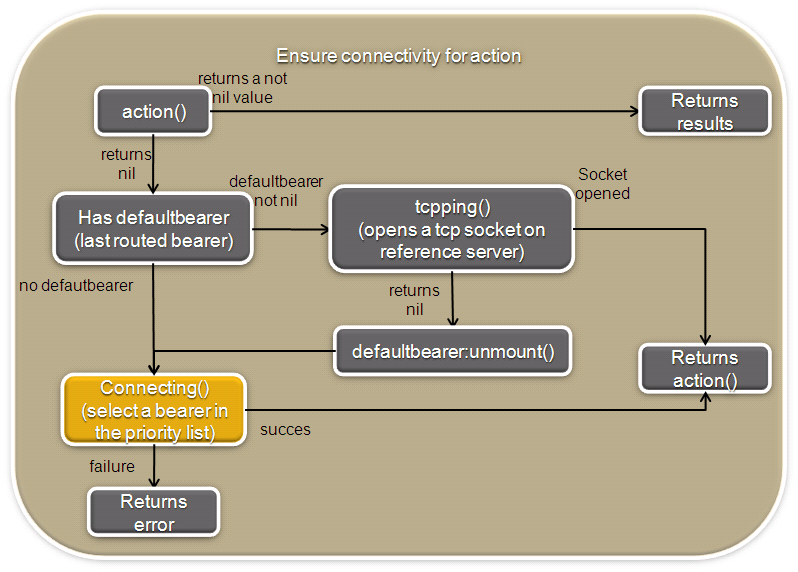 Ensure connectivity for action
returns a not
nil value
action()
Returns
results
returns
nil
defaultbearer
not nil
Socket
opened
Has defaultbearer
(last routed bearer)
tcpping()
(opens a tcp socket on
reference server)
no defautbearer
returns
nil
defaultbearer:unmount()
Returns
action()
Connecting()
(select a bearer in
the priority list)
succes
failure
Returns
error